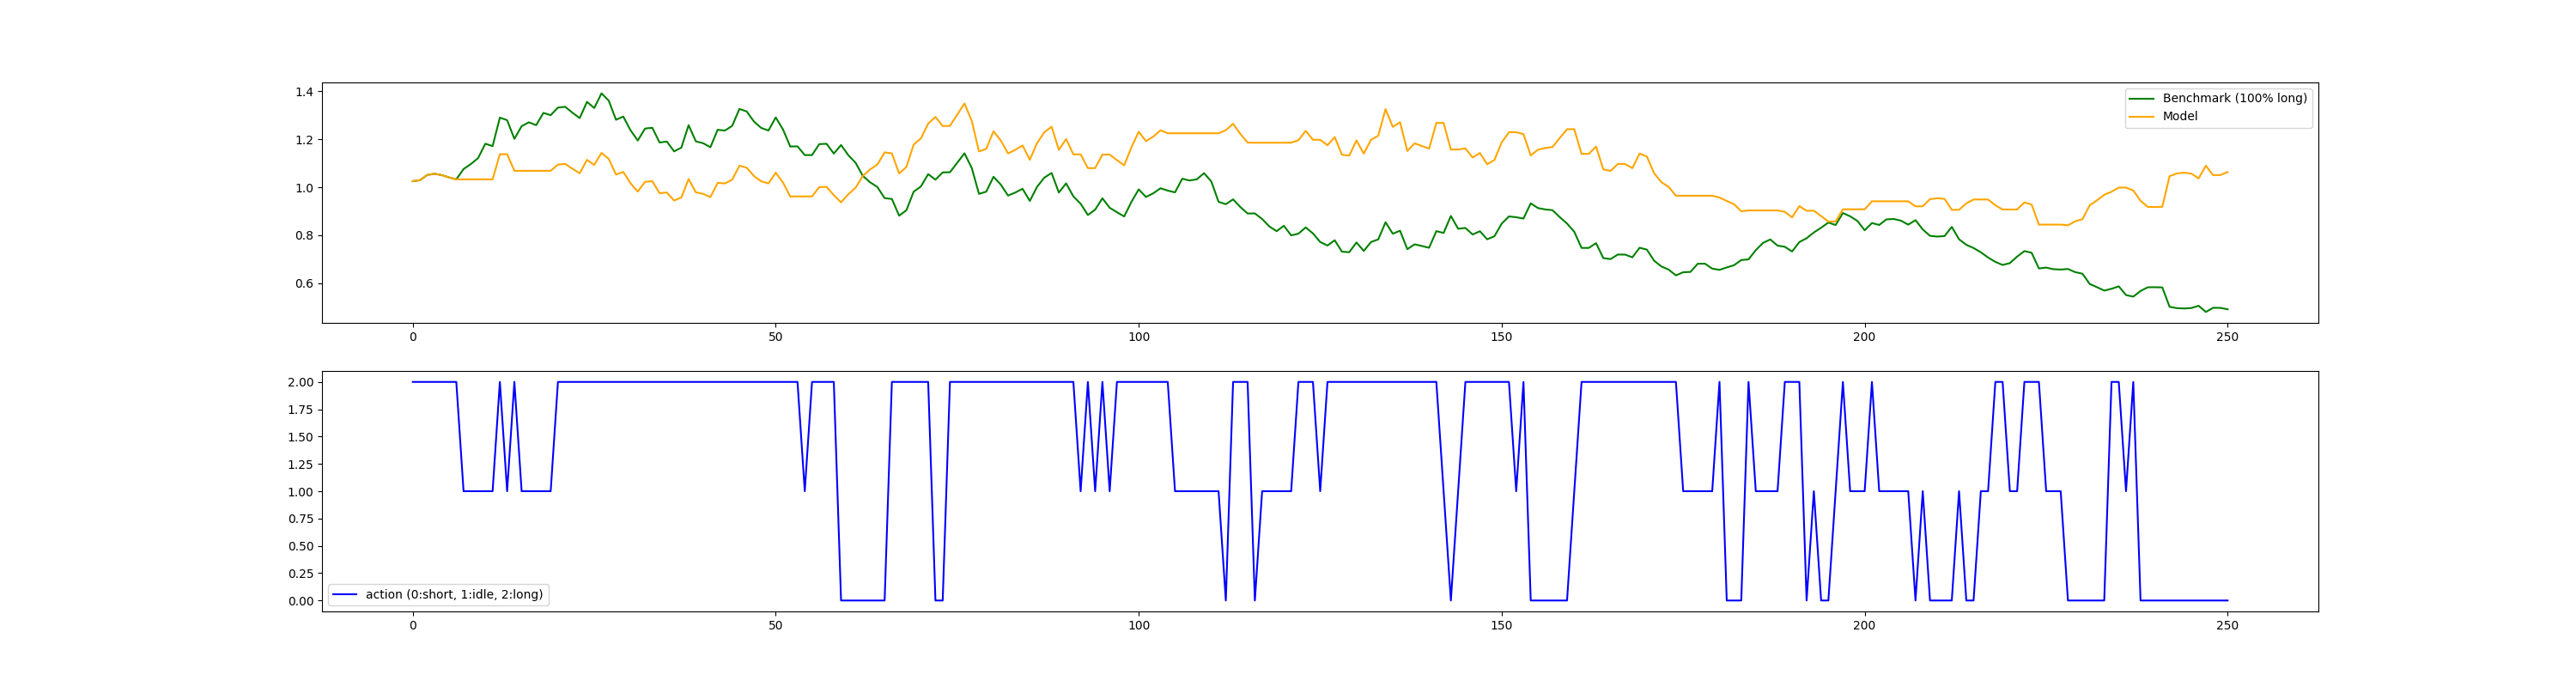 1.4
1.2
1.0
0.8
0.6
Benchmark (100% long)
Model
0 50 100 150 200 250
2.00
1.75
1.50
1.25
1.00
0.75
0.50
0.25
0.00
action (0:short, 1:idle, 2:long)
0 50 100 150 200 250